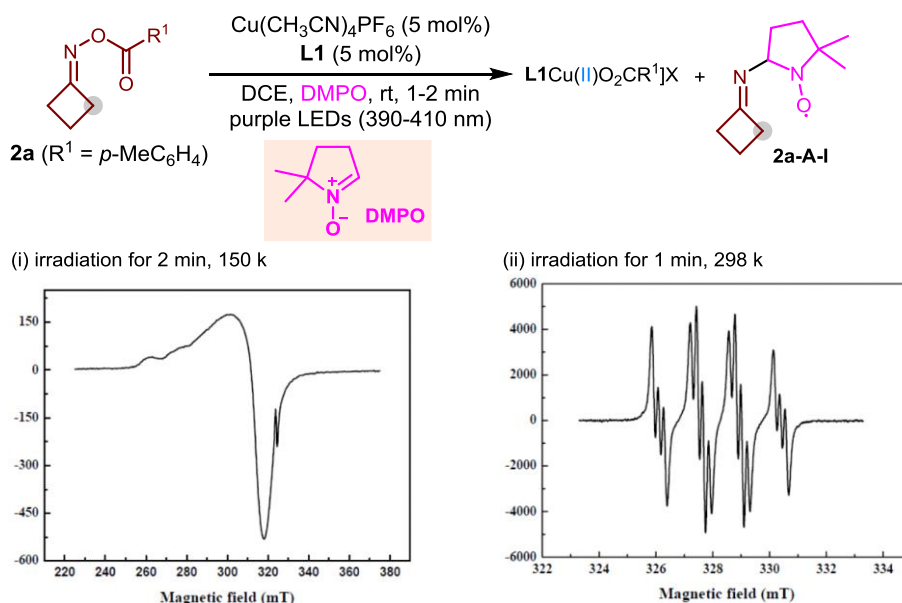 N O R¹
O
2a (R¹ = p-MeC₆H₄)
Cu(CH3CN)4PF6 (5 mol%)
L1 (5 mol%)
DCE, DMPO, rt, 1-2 min
purple LEDs (390-410 nm)
N⁺
O⁻ DMPO
L1Cu(II)O₂CR¹]X +
N N
O•
2a-A-I
(i) irradiation for 2 min, 150 k
150
0
-150
-300
-450
-600
220 240 260 280 300 320 340 360 380
Magnetic field (mT)
(ii) irradiation for 1 min, 298 k
6000
4000
2000
0
-2000
-4000
-6000
322 324 326 328 330 332 334
Magnetic field (mT)